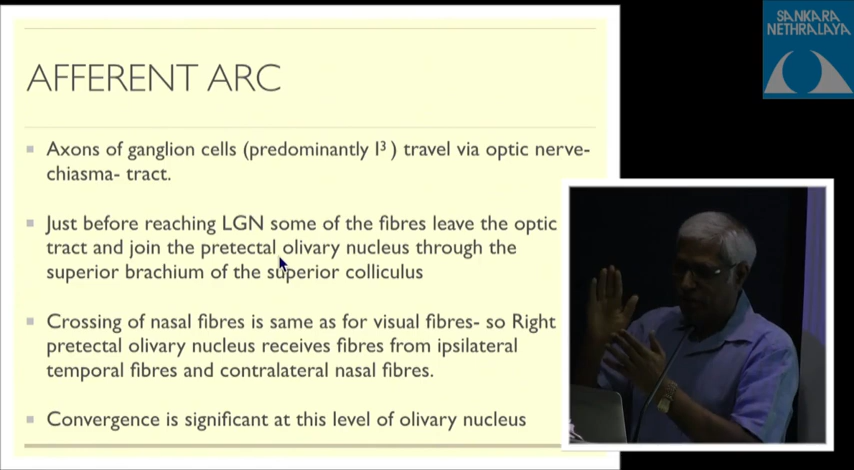 SANKARA
NETHRALAYA
AFFERENT ARC
Axons of ganglion cells (predominantly I³ ) travel via optic nerve-
chiasma- tract.
Just before reaching LGN some of the fibres leave the optic
tract and join the pretectal olivary nucleus through the
superior brachium of the superior colliculus
Crossing of nasal fibres is same as for visual fibres- so Right
pretectal olivary nucleus receives fibres from ipsilateral
temporal fibres and contralateral nasal fibres.
Convergence is significant at this level of olivary nucleus